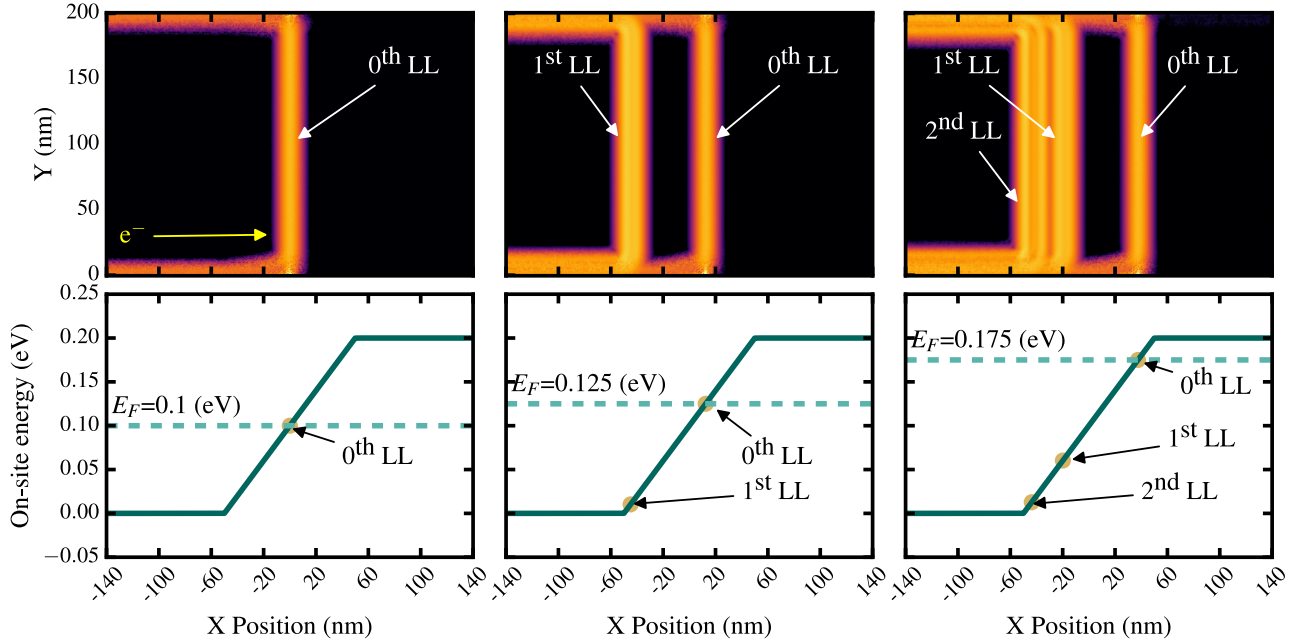 200
150
100
50
0
Y (nm)
0th LL
e−
1st LL
0th LL
1st LL
0th LL
2nd LL
0.25
0.20
0.15
0.10
0.05
0.00
−0.05
On-site energy (eV)
EF=0.1 (eV)
0th LL
EF=0.125 (eV)
0th LL
1st LL
EF=0.175 (eV)
0th LL
1st LL
2nd LL
-140 -100 -60 -20 20 60 100 140
-140 -100 -60 -20 20 60 100 140
-140 -100 -60 -20 20 60 100 140
X Position (nm)
X Position (nm)
X Position (nm)